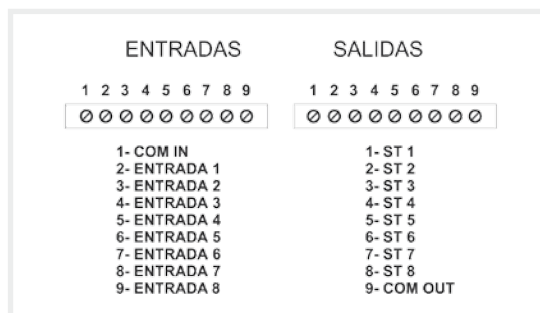 ENTRADAS
1 2 3 4 5 6 7 8 9
1- COM IN
2- ENTRADA 1
3- ENTRADA 2
4- ENTRADA 3
5- ENTRADA 4
6- ENTRADA 5
7- ENTRADA 6
8- ENTRADA 7
9- ENTRADA 8
SALIDAS
1 2 3 4 5 6 7 8 9
1- ST 1
2- ST 2
3- ST 3
4- ST 4
5- ST 5
6- ST 6
7- ST 7
8- ST 8
9- COM OUT